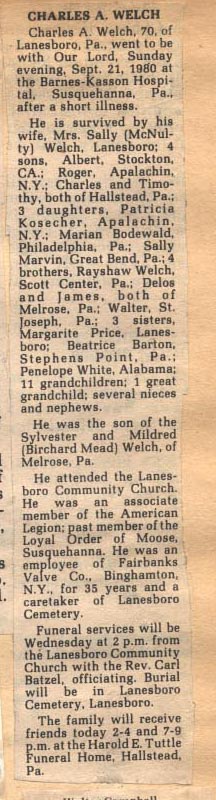 CHARLES A. WELCH
Charles A. Welch, 70, of
Lanesboro, Pa., went to be
with Our Lord, Sunday
evening, Sept. 21, 1980 at
the Barnes-Kasson Hospi-
tal, Susquehanna, Pa.,
after a short illness.
He is survived by his
wife, Mrs. Sally (McNul-
ty) Welch, Lanesboro; 4
sons, Albert, Stockton,
CA.; Roger, Apalachin,
N.Y.; Charles and Timo-
thy, both of Hallstead, Pa.;
3 daughters, Patricia
Kosecher, Apalachin,
N.Y.; Marian Bodewald,
Philadelphia, Pa.; Sally
Marvin, Great Bend, Pa.; 4
brothers, Rayshaw Welch,
Scott Center, Pa.; Delos
and James, both of
Melrose, Pa.; Walter, St.
Joseph, Pa.; 3 sisters,
Margarite Price, Lanes-
boro; Beatrice Barton,
Stephens Point, Pa.;
Penelope White, Alabama;
11 grandchildren; 1 great
grandchild; several nieces
and nephews.
He was the son of the
Sylvester and Mildred
(Birchard Mead) Welch, of
Melrose, Pa.
He attended the Lanes-
boro Community Church.
He was an associate
member of the American
Legion; past member of the
Loyal Order of Moose,
Susquehanna. He was an
employee of Fairbanks
Valve Co., Binghamton,
N.Y., for 35 years and a
caretaker of Lanesboro
Cemetery.
Funeral services will be
Wednesday at 2 p.m. from
the Lanesboro Community
Church with the Rev. Carl
Batzel, officiating. Burial
will be in Lanesboro
Cemetery, Lanesboro.
The family will receive
friends today 2-4 and 7-9
p.m. at the Harold E. Tuttle
Funeral Home, Hallstead,
Pa.